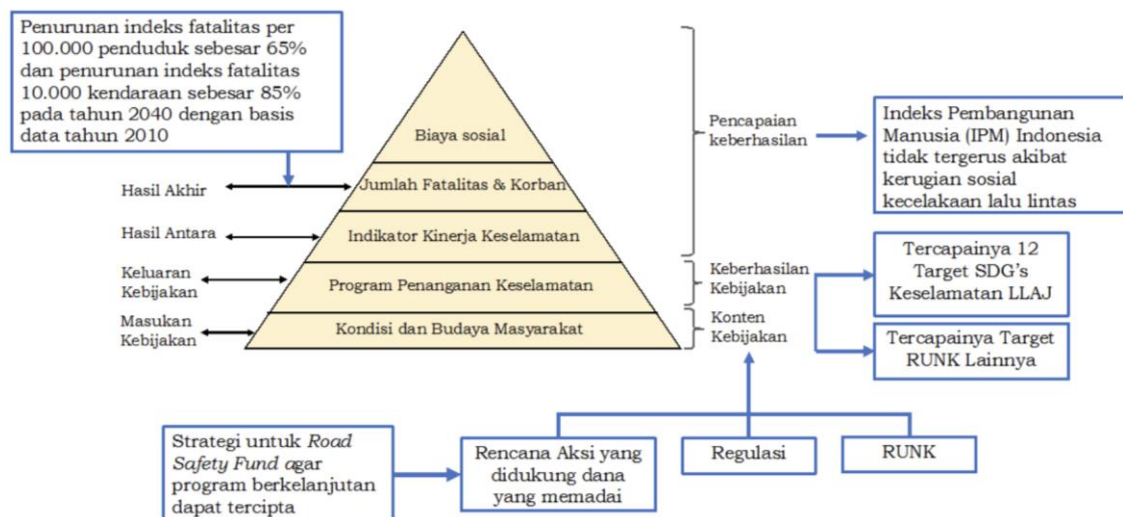 Penurunan indeks fatalitas per
100.000 penduduk sebesar 65%
dan penurunan indeks fatalitas
10.000 kendaraan sebesar 85%
pada tahun 2040 dengan basis
data tahun 2010
Hasil Akhir
Hasil Antara
Keluaran
Kebijakan
Masukan
Kebijakan
Biaya sosial
Jumlah Fatalitas & Korban
Indikator Kinerja Keselamatan
Program Penanganan Keselamatan
Kondisi dan Budaya Masyarakat
Pencapaian
keberhasilan
Keberhasilan
Kebijakan
Konten
Kebijakan
Indeks Pembangunan
Manusia (IPM) Indonesia
tidak tergerus akibat
kerugian sosial
kecelakaan lalu lintas
Tercapainya 12
Target SDG's
Keselamatan LLAJ
Tercapainya Target
RUNK Lainnya
Strategi untuk Road
Safety Fund agar
program berkelanjutan
dapat tercipta
Rencana Aksi yang
didukung dana
yang memadai
Regulasi
RUNK